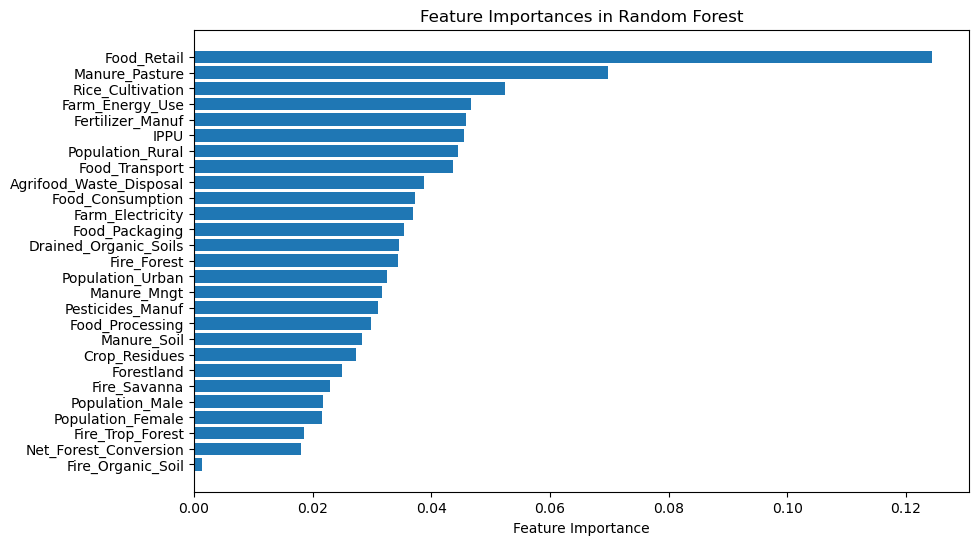 Feature Importances in Random Forest
Food_Retail
Manure_Pasture
Rice_Cultivation
Farm_Energy_Use
Fertilizer_Manuf
IPPU
Population_Rural
Food_Transport
Agrifood_Waste_Disposal
Food_Consumption
Farm_Electricity
Food_Packaging
Drained_Organic_Soils
Fire_Forest
Population_Urban
Manure_Mngt
Pesticides_Manuf
Food_Processing
Manure_Soil
Crop_Residues
Forestland
Fire_Savanna
Population_Male
Population_Female
Fire_Trop_Forest
Net_Forest_Conversion
Fire_Organic_Soil
0.00 0.02 0.04 0.06 0.08 0.10 0.12
Feature Importance